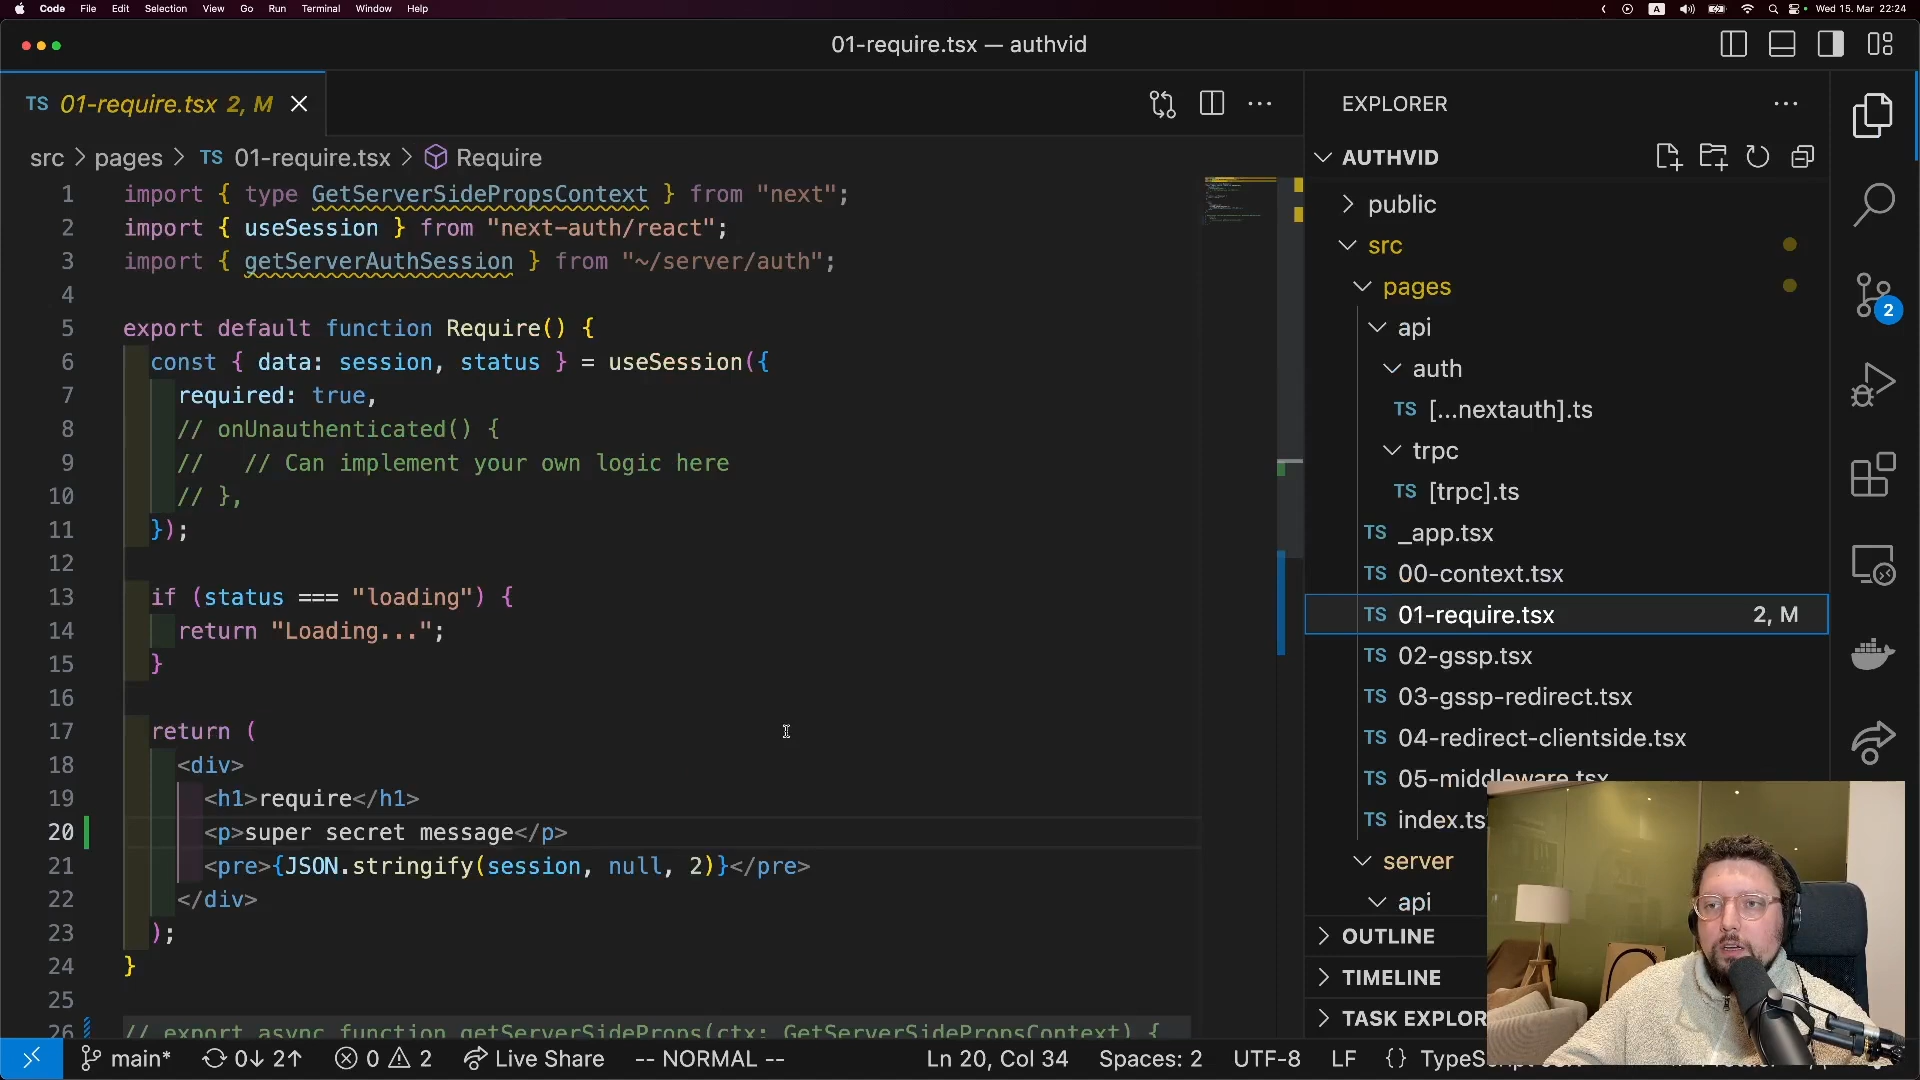 Code File Edit Selection View Go Run Terminal Window Help
A
Wed 15. Mar 22:24
01-require.tsx — authvid
TS 01-require.tsx 2, M
src > pages > TS 01-require.tsx > Require
1 import { type GetServerSidePropsContext } from "next";
2 import { useSession } from "next-auth/react";
3 import { getServerAuthSession } from "~/server/auth";
4
5 export default function Require() {
6 const { data: session, status } = useSession({
7 required: true,
8 // onUnauthenticated() {
9 // // Can implement your own logic here
10 // },
11 });
12
13 if (status === "loading") {
14 return "Loading...";
15 }
16
17 return (
18 <div>
19 <h1>require</h1>
20 <p>super secret message</p>
21 <pre>{JSON.stringify(session, null, 2)}</pre>
22 </div>
23 );
24 }
25
26 // export async function getServerSideProps(ctx: GetServerSidePropsContext) {
EXPLORER
AUTHVID
public
src
pages
api
auth
TS [...nextauth].ts
trpc
TS [trpc].ts
TS _app.tsx
TS 00-context.tsx
TS 01-require.tsx 2, M
TS 02-gssp.tsx
TS 03-gssp-redirect.tsx
TS 04-redirect-clientside.tsx
TS 05-middleware.tsx
TS index.ts
server
api
OUTLINE
TIMELINE
TASK EXPLOR
2
main* 0↓ 2↑ 0 2 Live Share -- NORMAL -- Ln 20, Col 34 Spaces: 2 UTF-8 LF {} TypeScript